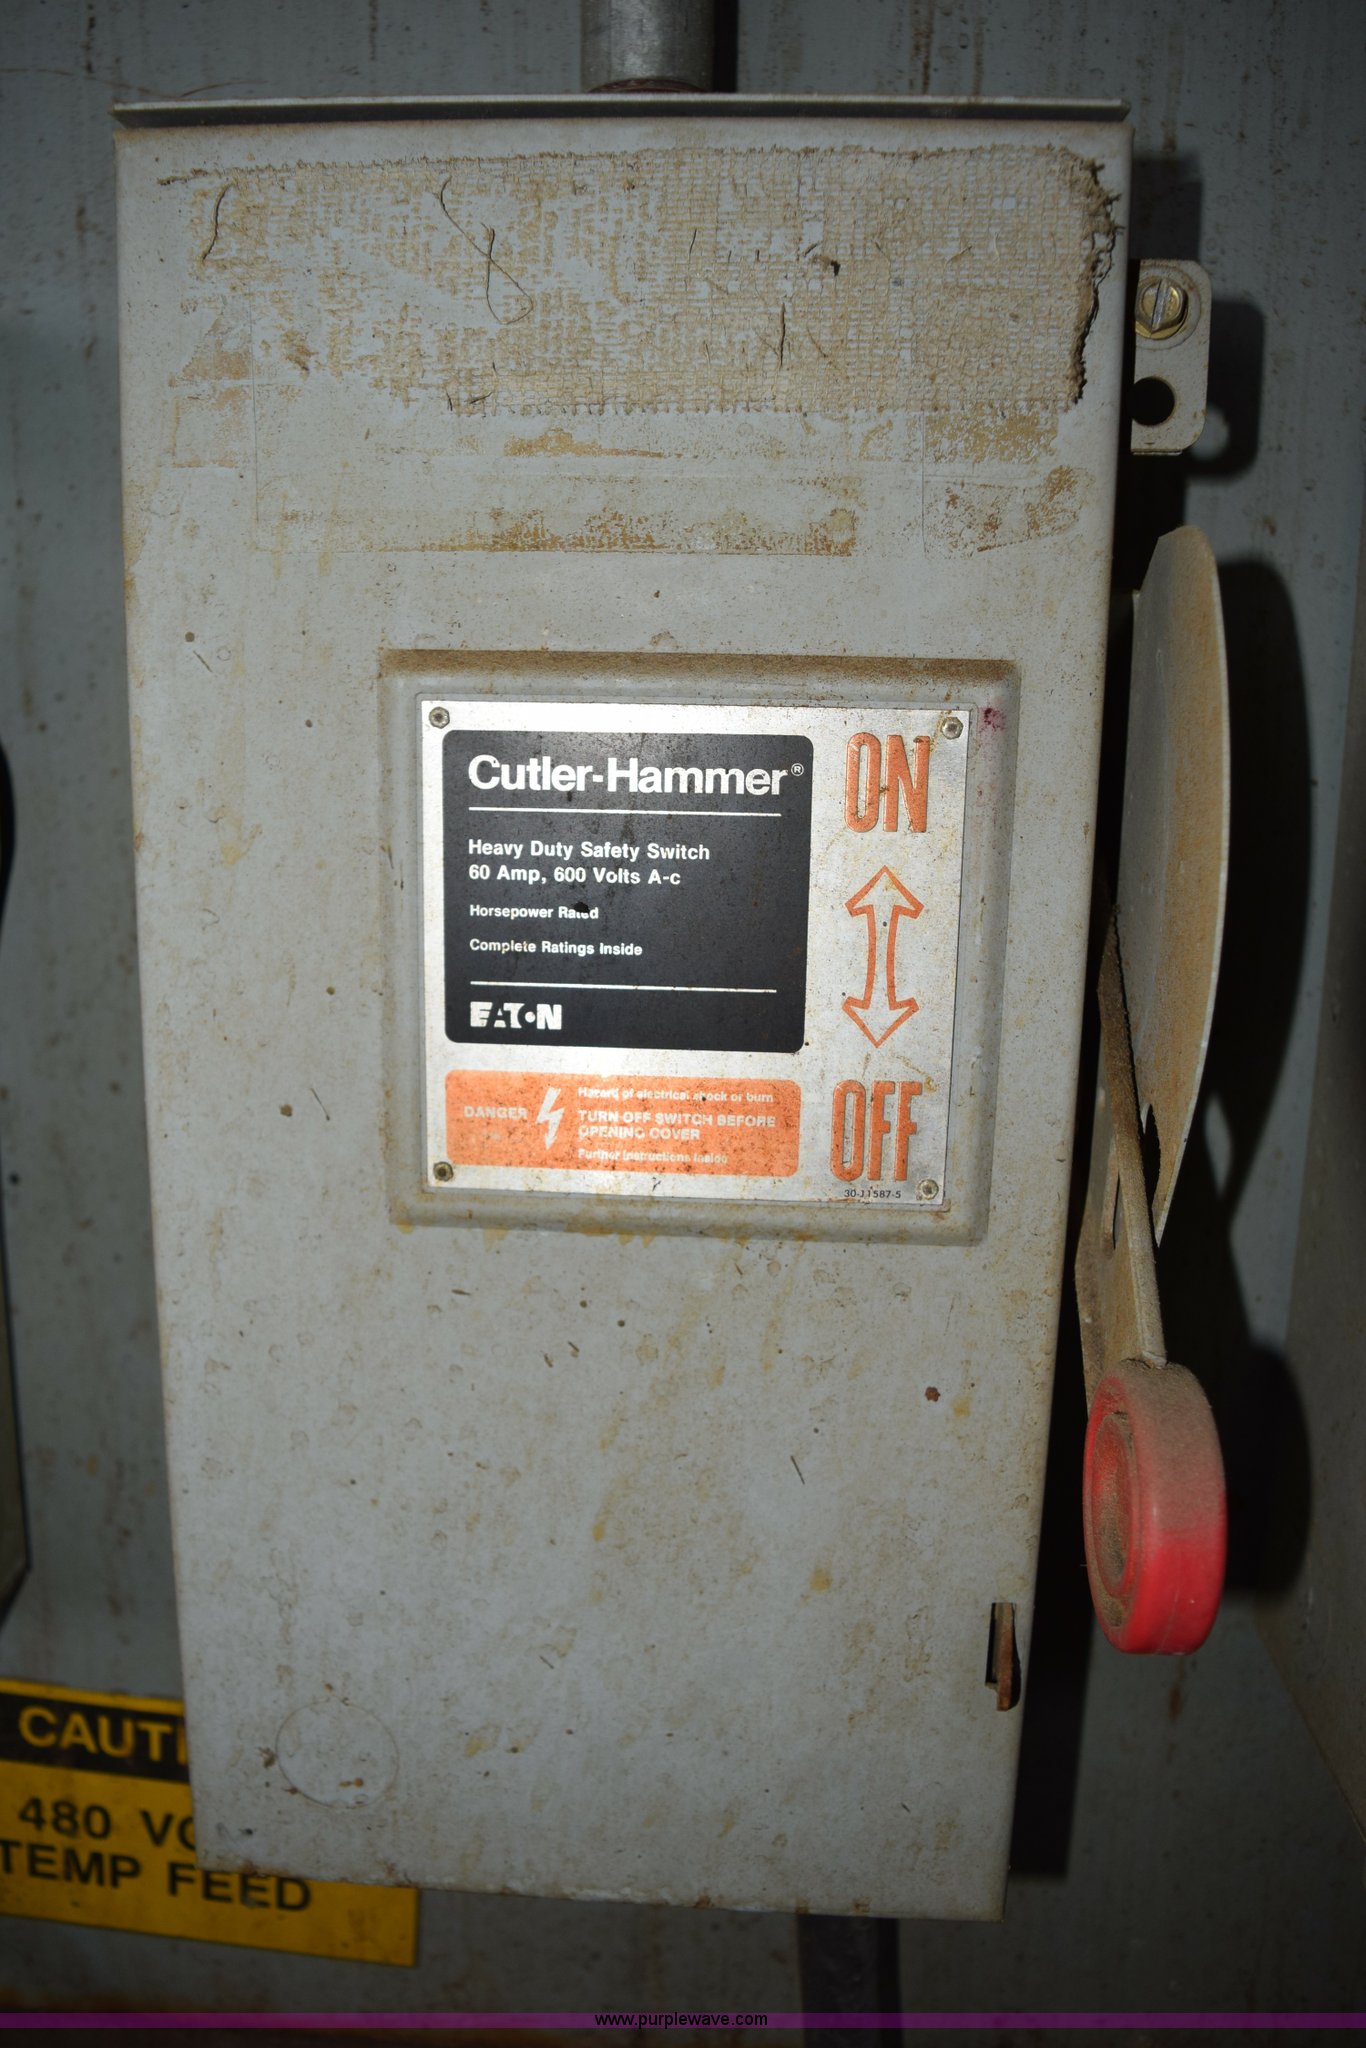 Cutler-Hammer®
Heavy Duty Safety Switch
60 Amp, 600 Volts A-c
Horsepower Rated
Complete Ratings Inside
EATON
ON
OFF
DANGER
Hazard of electrical shock or burn
TURN OFF SWITCH BEFORE
OPENING COVER
Further Instructions Inside
30-11587-5
CAUTI
480 VO
TEMP FEED
www.purplewave.com